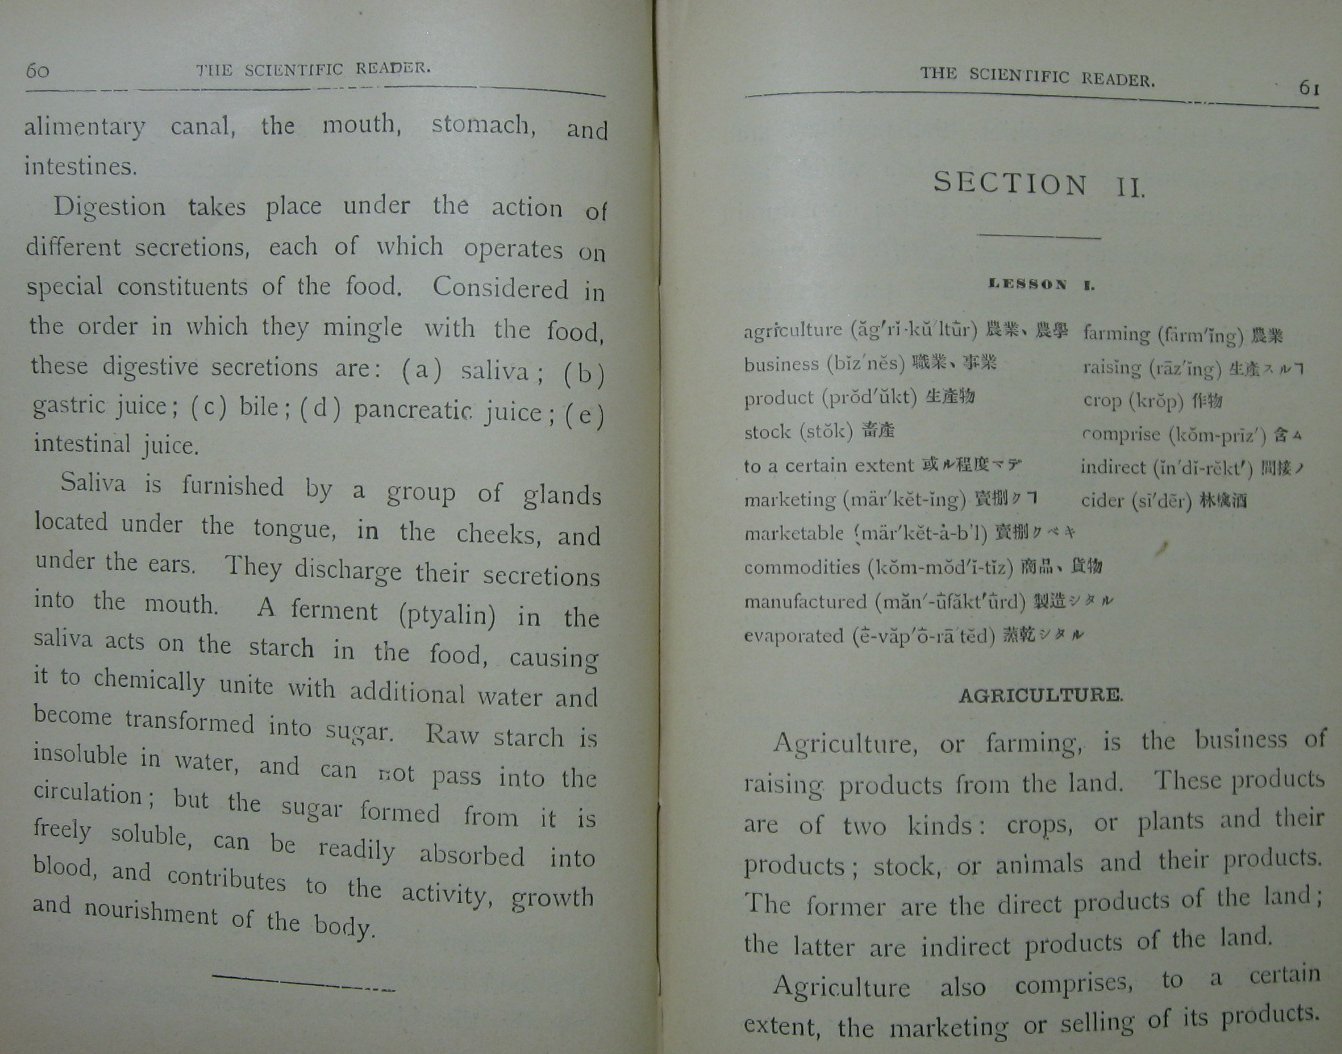 60
THE SCIENTIFIC READER.
alimentary canal, the mouth, stomach, and
intestines.
Digestion takes place under the action of
different secretions, each of which operates on
special constituents of the food. Considered in
the order in which they mingle with the food,
these digestive secretions are: (a) saliva; (b)
gastric juice; (c) bile; (d) pancreatic juice; (e)
intestinal juice.
Saliva is furnished by a group of glands
located under the tongue, in the cheeks, and
under the ears. They discharge their secretions
into the mouth. A ferment (ptyalin) in the
saliva acts on the starch in the food, causing
it to chemically unite with additional water and
become transformed into sugar. Raw starch is
insoluble in water, and can not pass into the
circulation; but the sugar formed from it is
freely soluble, can be readily absorbed into
blood, and contributes to the activity, growth
and nourishment of the body.
THE SCIENTIFIC READER.
61
SECTION II.
LESSON I.
agriculture (ăg′rĭ-kŭ′ltûr) 農業、農學
business (bĭz′nĕs) 職業、事業
product (prŏd′ŭkt) 生產物
stock (stŏk) 畜產
to a certain extent 或ル程度マデ
marketing (mär′kĕt-ĭng) 賣捌クヿ
marketable (mär′kĕt-ȧ-b'l) 賣捌クベキ
commodities (kŏm-mŏd′ĭ-tĭz) 商品、貨物
manufactured (măn′-ûfăkt′ûrd) 製造シタル
evaporated (ē-văp′ō-rā′tĕd) 蒸乾シタル
farming (färm′ĭng) 農業
raising (rāz′ĭng) 生產スルヿ
crop (krŏp) 作物
comprise (kŏm-prīz′) 含ム
indirect (ĭn′dĭ-rĕkt′) 間接ノ
cider (sī′dēr) 林檎酒
AGRICULTURE.
Agriculture, or farming, is the business of
raising products from the land. These products
are of two kinds: crops, or plants and their
products; stock, or animals and their products.
The former are the direct products of the land;
the latter are indirect products of the land.
Agriculture also comprises, to a certain
extent, the marketing or selling of its products.